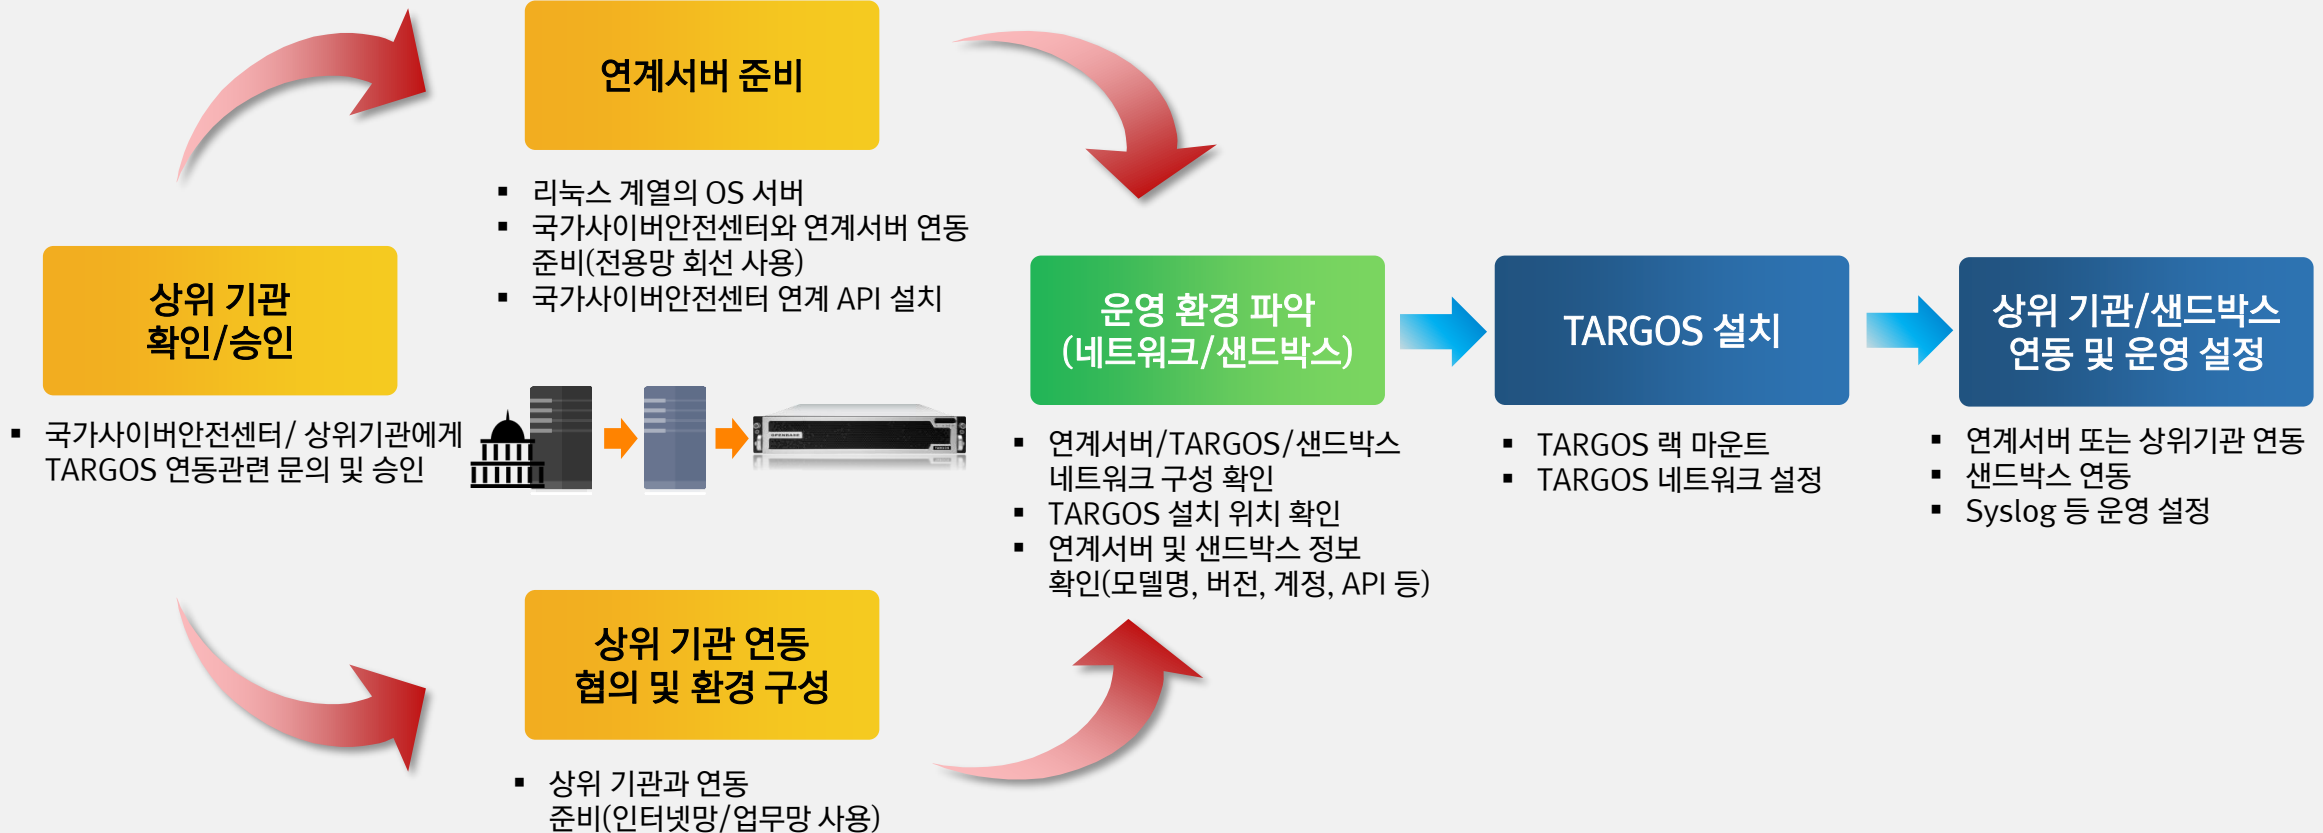 연계서버 준비
▪ 리눅스 계열의 OS 서버
▪ 국가사이버안전센터와 연계서버 연동
준비(전용망 회선 사용)
▪ 국가사이버안전센터 연계 API 설치
상위 기관
확인/승인
▪ 국가사이버안전센터/ 상위기관에게
TARGOS 연동관련 문의 및 승인
OPENBASE
상위 기관 연동
협의 및 환경 구성
▪ 상위 기관과 연동
준비(인터넷망/업무망 사용)
운영 환경 파악
(네트워크/샌드박스)
▪ 연계서버/TARGOS/샌드박스
네트워크 구성 확인
▪ TARGOS 설치 위치 확인
▪ 연계서버 및 샌드박스 정보
확인(모델명, 버전, 계정, API 등)
TARGOS 설치
▪ TARGOS 랙 마운트
▪ TARGOS 네트워크 설정
상위 기관/샌드박스
연동 및 운영 설정
▪ 연계서버 또는 상위기관 연동
▪ 샌드박스 연동
▪ Syslog 등 운영 설정